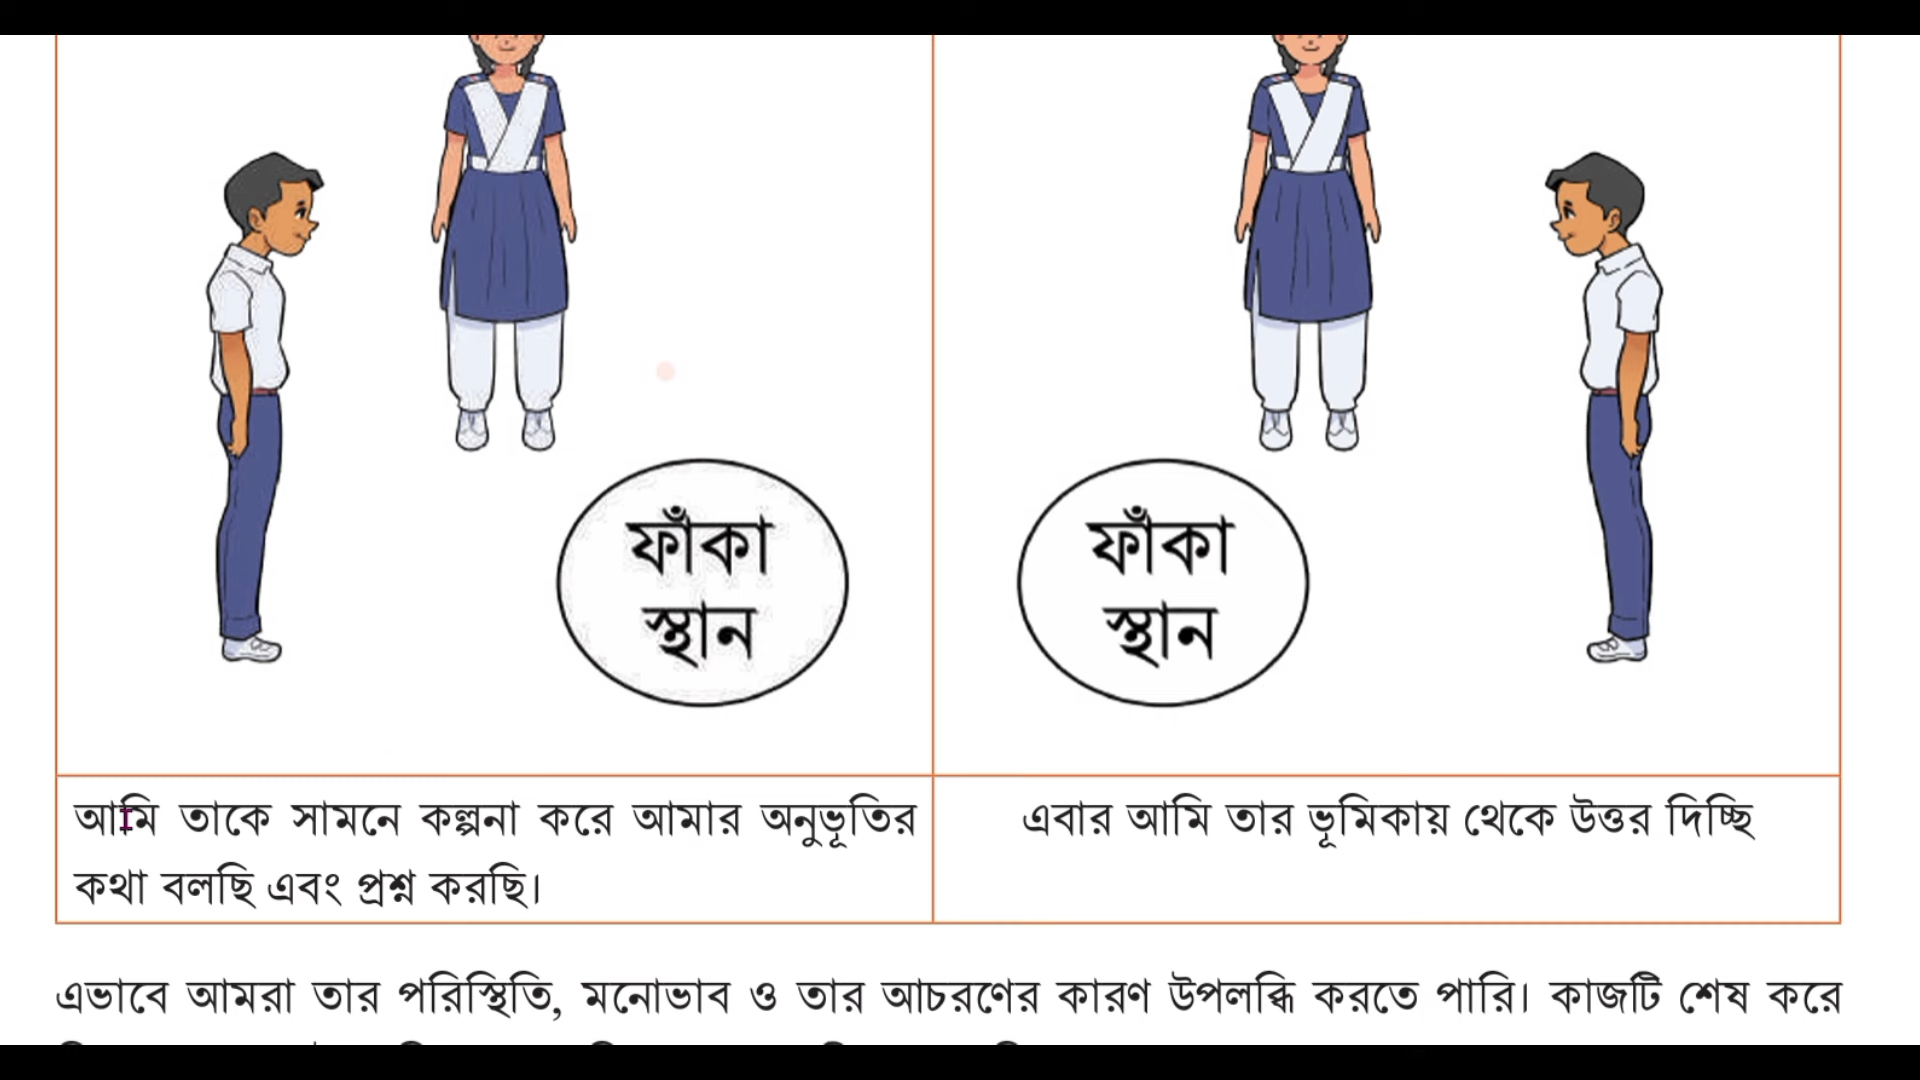 ফাঁকা
স্থান
ফাঁকা
স্থান
আমি তাকে সামনে কল্পনা করে আমার অনুভূতির
কথা বলছি এবং প্রশ্ন করছি।
এবার আমি তার ভূমিকায় থেকে উত্তর দিচ্ছি
এভাবে আমরা তার পরিস্থিতি, মনোভাব ও তার আচরণের কারণ উপলব্ধি করতে পারি। কাজটি শেষ করে